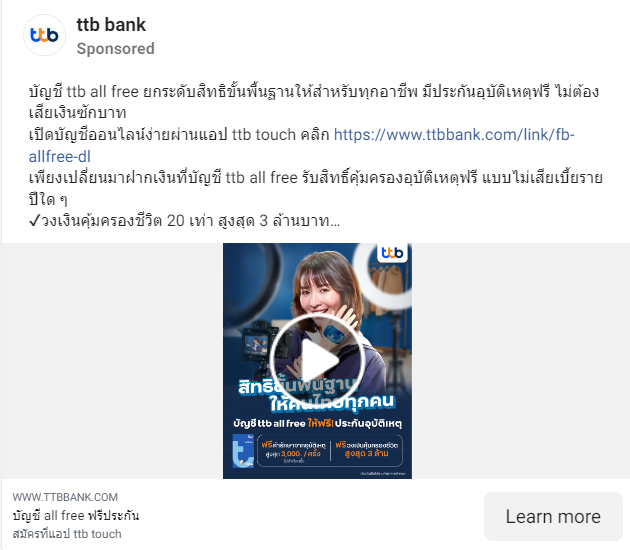 ttb
ttb bank
Sponsored
บัญชี ttb all free ยกระดับสิทธิขั้นพื้นฐานให้สำหรับทุกอาชีพ มีประกันอุบัติเหตุฟรี ไม่ต้อง
เสียเงินซักบาท
เปิดบัญชีออนไลน์ง่ายผ่านแอป ttb touch คลิก https://www.ttbbank.com/link/fb-
allfree-dl
เพียงเปลี่ยนมาฝากเงินที่บัญชี ttb all free รับสิทธิ์คุ้มครองอุบัติเหตุฟรี แบบไม่เสียเบี้ยราย
ปีใด ๆ
✓วงเงินคุ้มครองชีวิต 20 เท่า สูงสุด 3 ล้านบาท...
ttb
สิทธิขั้นพื้นฐาน
ให้คนไทยทุกคน
บัญชี ttb all free ให้ฟรี! ประกันอุบัติเหตุ
ฟรีค่ารักษาจากอุบัติเหตุ
สูงสุด 3,000.-/ครั้ง
ฟรีวงเงินคุ้มครองชีวิต
สูงสุด 3 ล้าน
WWW.TTBBANK.COM
บัญชี all free ฟรีประกัน
สมัครที่แอป ttb touch
Learn more